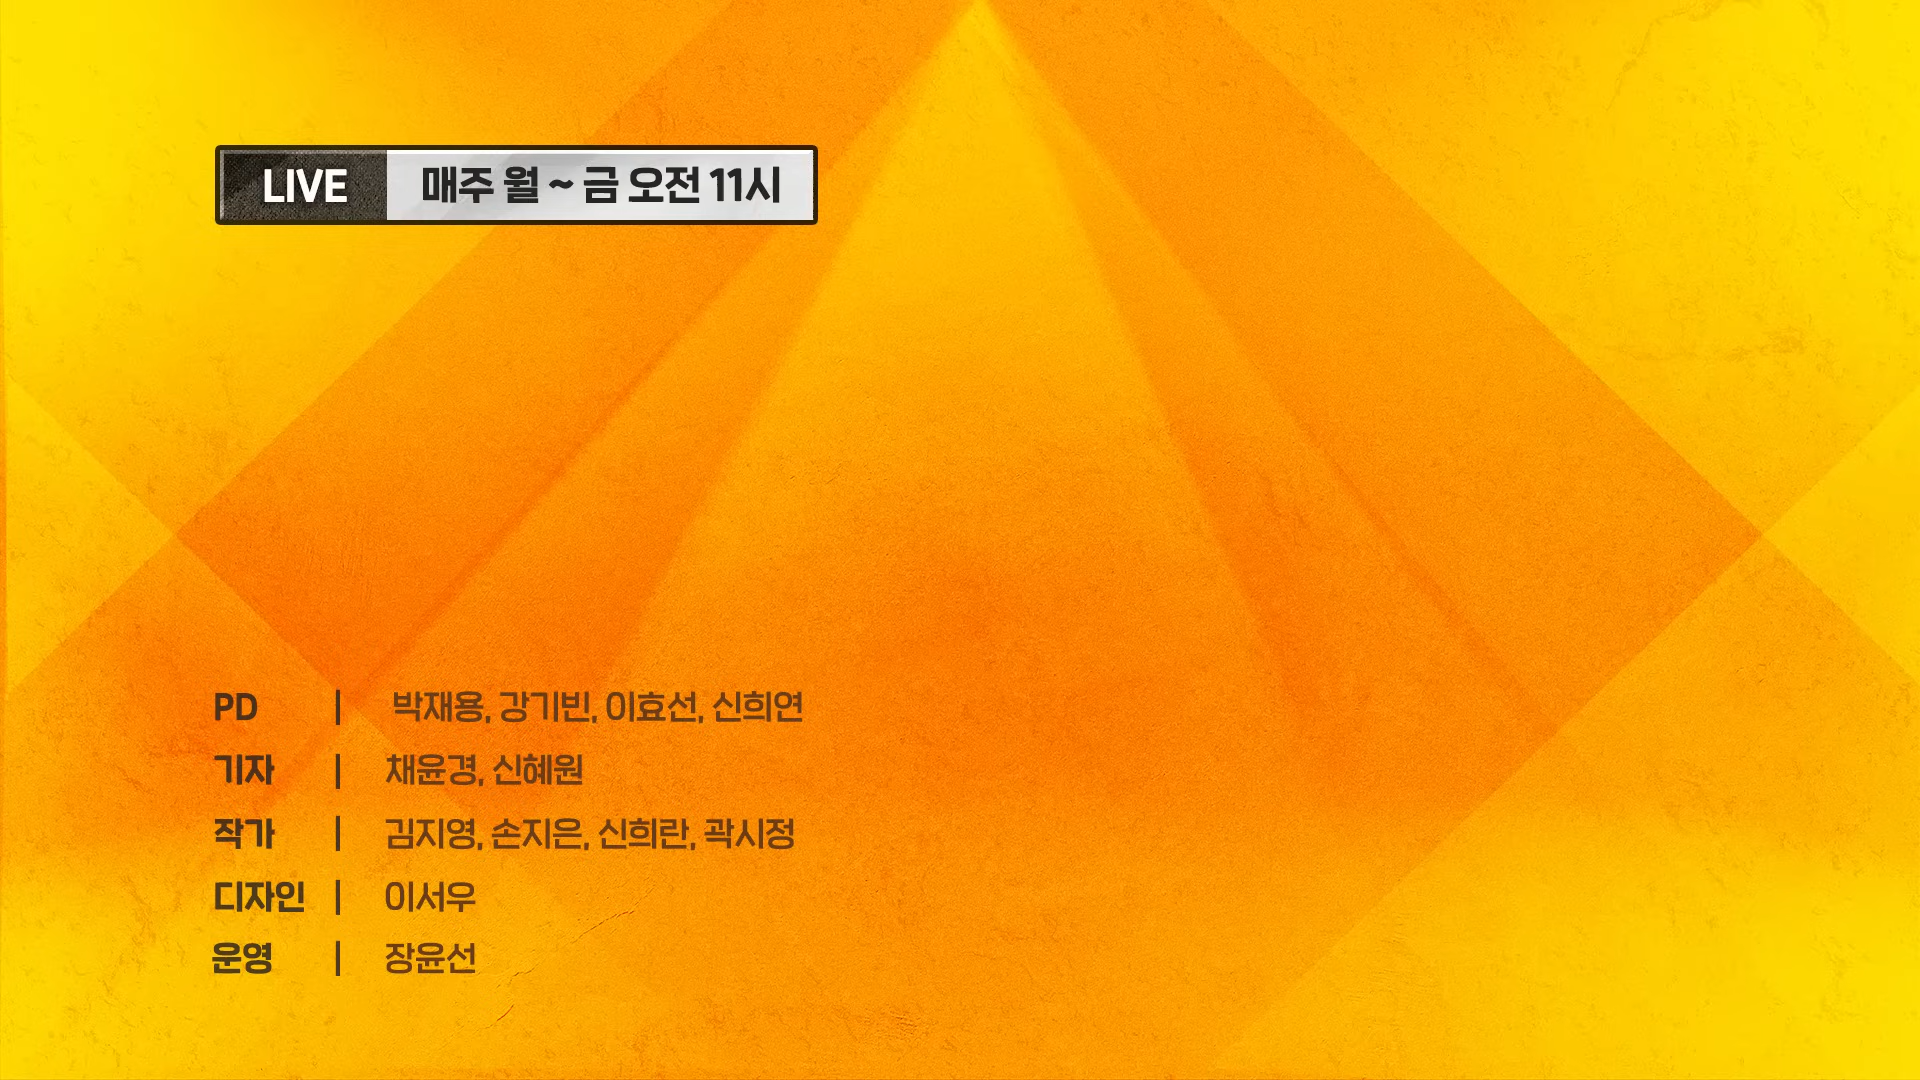 LIVE 매주 월 ~ 금 오전 11시
PD | 박재용, 강기빈, 이효선, 신희연
기자 | 채윤경, 신혜원
작가 | 김지영, 손지은, 신희란, 곽시정
디자인 | 이서우
운영 | 장윤선